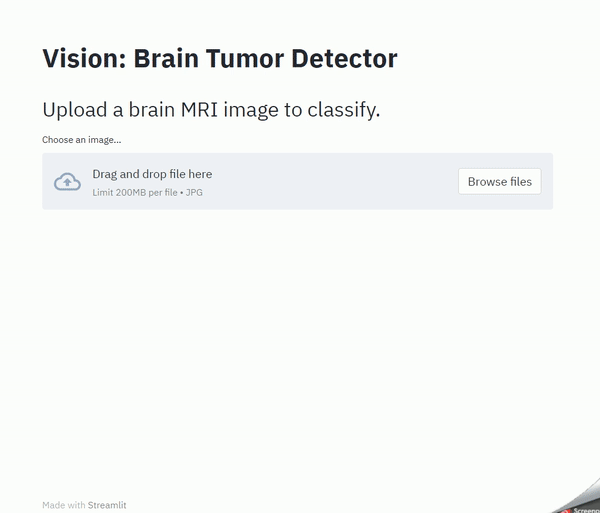 Vision: Brain Tumor Detector
Upload a brain MRI image to classify.
Choose an image...
Drag and drop file here
Limit 200MB per file • JPG
Browse files
Made with Streamlit